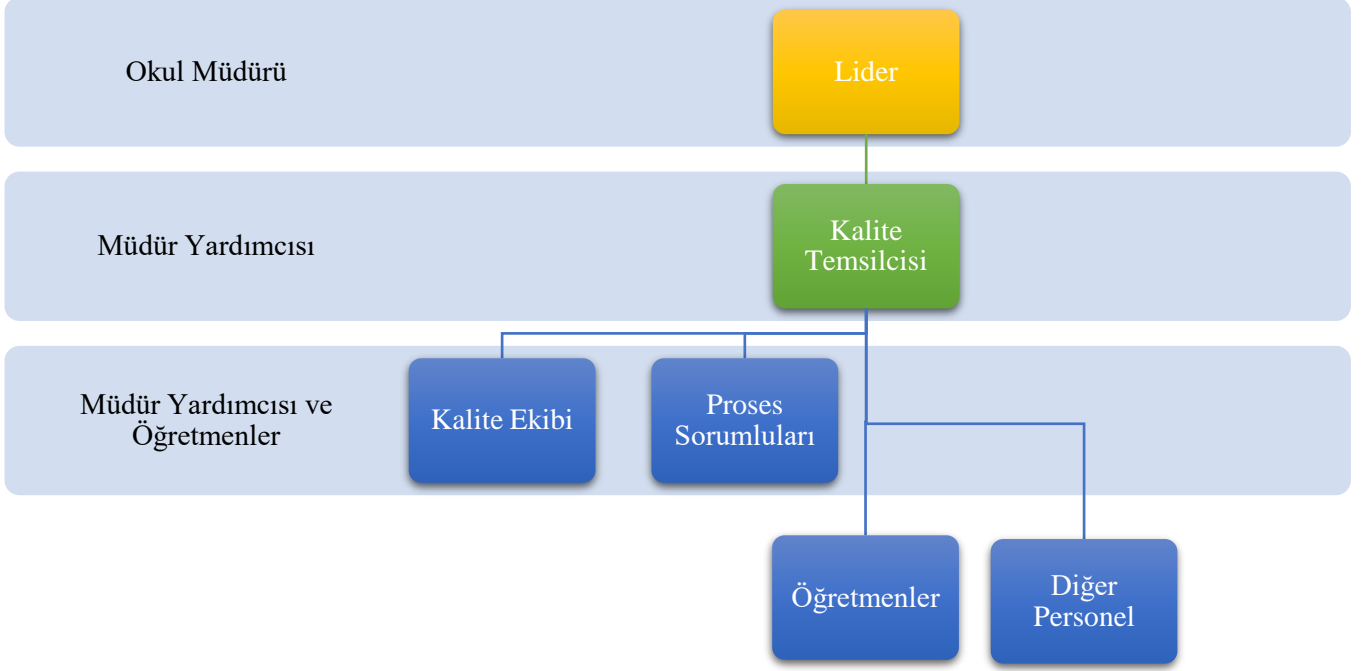 Okul Müdürü
Lider
Müdür Yardımcısı
Kalite
Temsilcisi
Müdür Yardımcısı ve
Öğretmenler
Kalite Ekibi
Proses
Sorumluları
Öğretmenler
Diğer
Personel